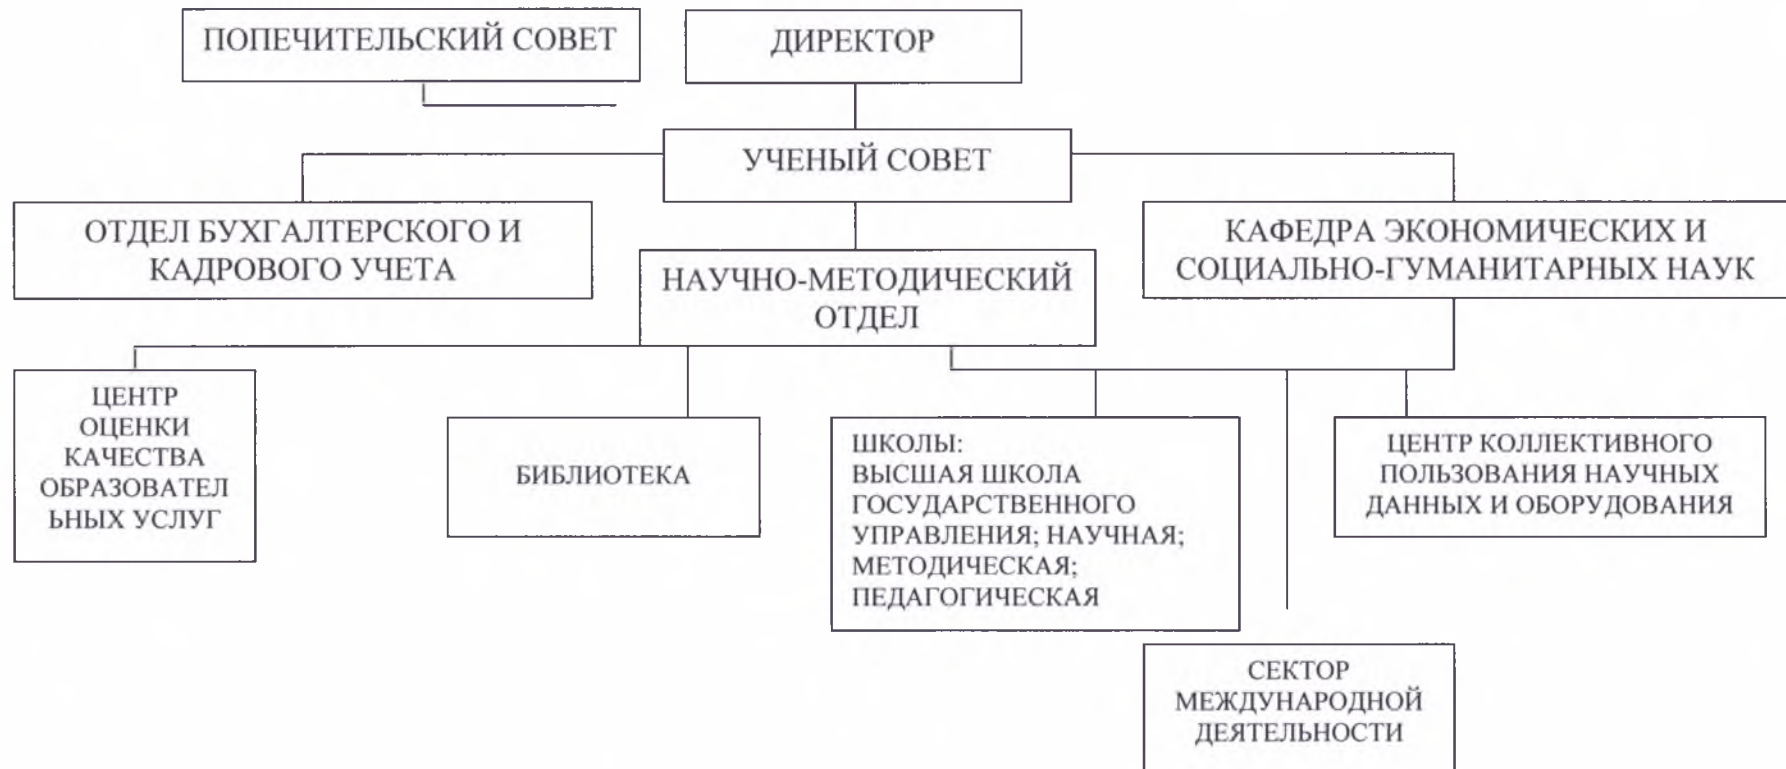 ПОПЕЧИТЕЛЬСКИЙ СОВЕТ
ДИРЕКТОР
УЧЕНЫЙ СОВЕТ
ОТДЕЛ БУХГАЛТЕРСКОГО И
КАДРОВОГО УЧЕТА
НАУЧНО-МЕТОДИЧЕСКИЙ
ОТДЕЛ
КАФЕДРА ЭКОНОМИЧЕСКИХ И
СОЦИАЛЬНО-ГУМАНИТАРНЫХ НАУК
ЦЕНТР
ОЦЕНКИ
КАЧЕСТВА
ОБРАЗОВАТЕЛ
ЬНЫХ УСЛУГ
БИБЛИОТЕКА
ШКОЛЫ:
ВЫСШАЯ ШКОЛА
ГОСУДАРСТВЕННОГО
УПРАВЛЕНИЯ; НАУЧНАЯ;
МЕТОДИЧЕСКАЯ;
ПЕДАГОГИЧЕСКАЯ
ЦЕНТР КОЛЛЕКТИВНОГО
ПОЛЬЗОВАНИЯ НАУЧНЫХ
ДАННЫХ И ОБОРУДОВАНИЯ
СЕКТОР
МЕЖДУНАРОДНОЙ
ДЕЯТЕЛЬНОСТИ